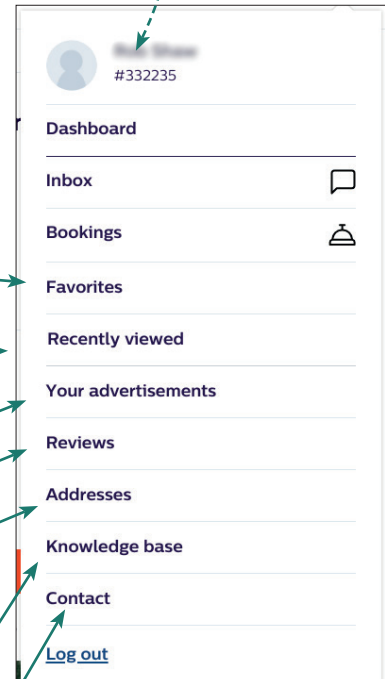 #332235
Dashboard
Inbox
Bookings
Favorites
Recently viewed
Your advertisements
Reviews
Addresses
Knowledge base
Contact
Log out